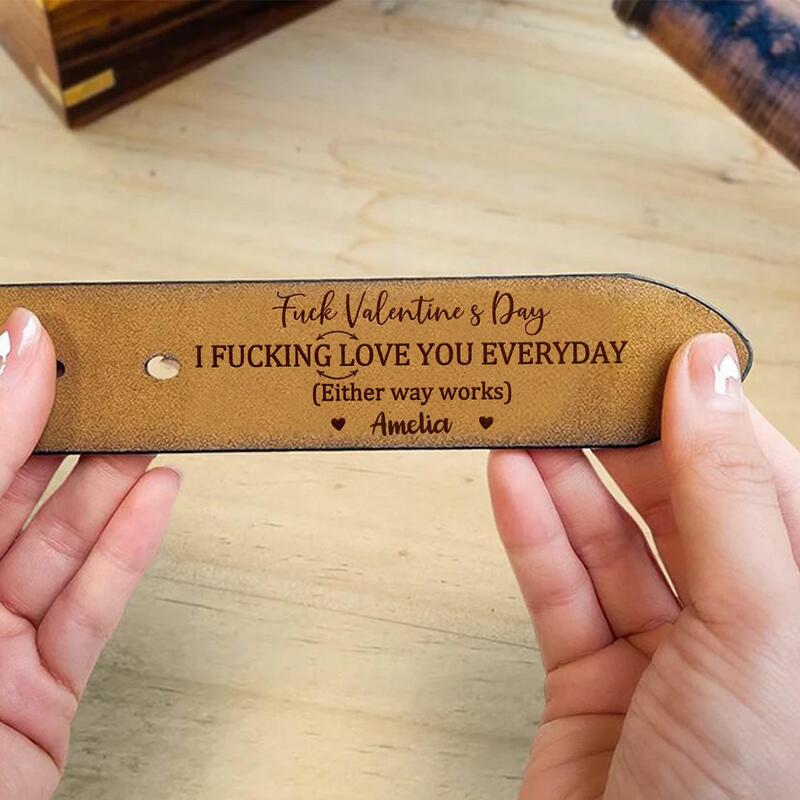 Fuck Valentine's Day
I FUCKING LOVE YOU EVERYDAY
(Either way works)
Amelia